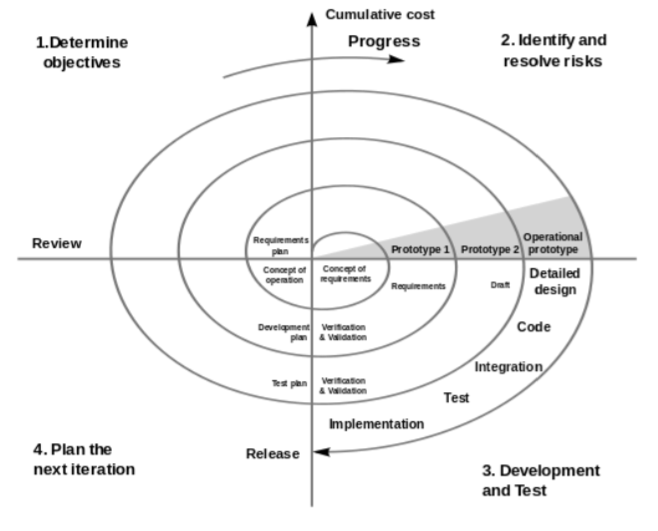 Cumulative cost
1.Determine
objectives
Progress
2. Identify and
resolve risks
Review
Requirements
plan
Prototype 1
Prototype 2
Operational
prototype
Concept of
operation
Concept of
requirements
Requirements
Draft
Detailed
design
Development
plan
Verification
& Validation
Code
Integration
Test plan
Verification
& Validation
Test
Implementation
Release
4. Plan the
next iteration
3. Development
and Test